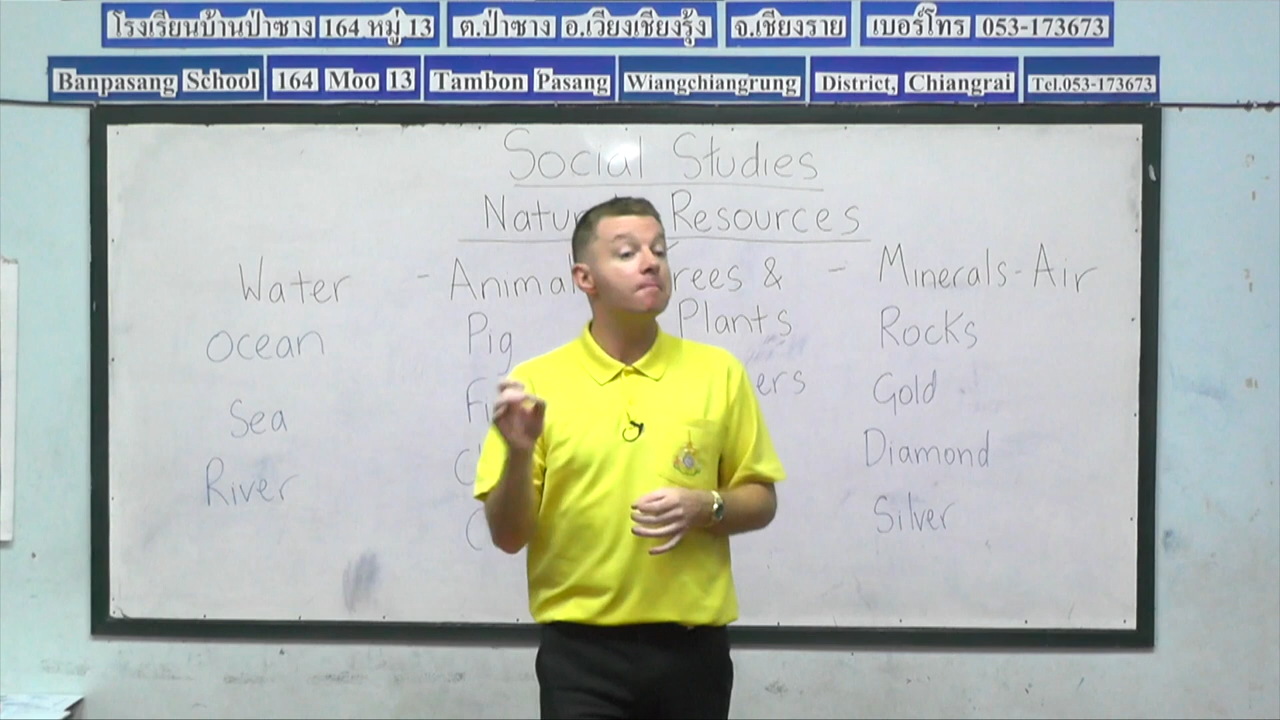 โรงเรียนบ้านป่าซาง 164 หมู่ 13 ต.ป่าซาง อ.เวียงเชียงรุ้ง จ.เชียงราย เบอร์โทร 053-173673
Banpasang School 164 Moo 13 Tambon Pasang Wiangchiangrung District, Chiangrai Tel.053-173673
Social Studies
Resources
Water - & - Minerals - Air
Plants
Ocean Pig Rocks
Sea Gold
River Diamond
Silver